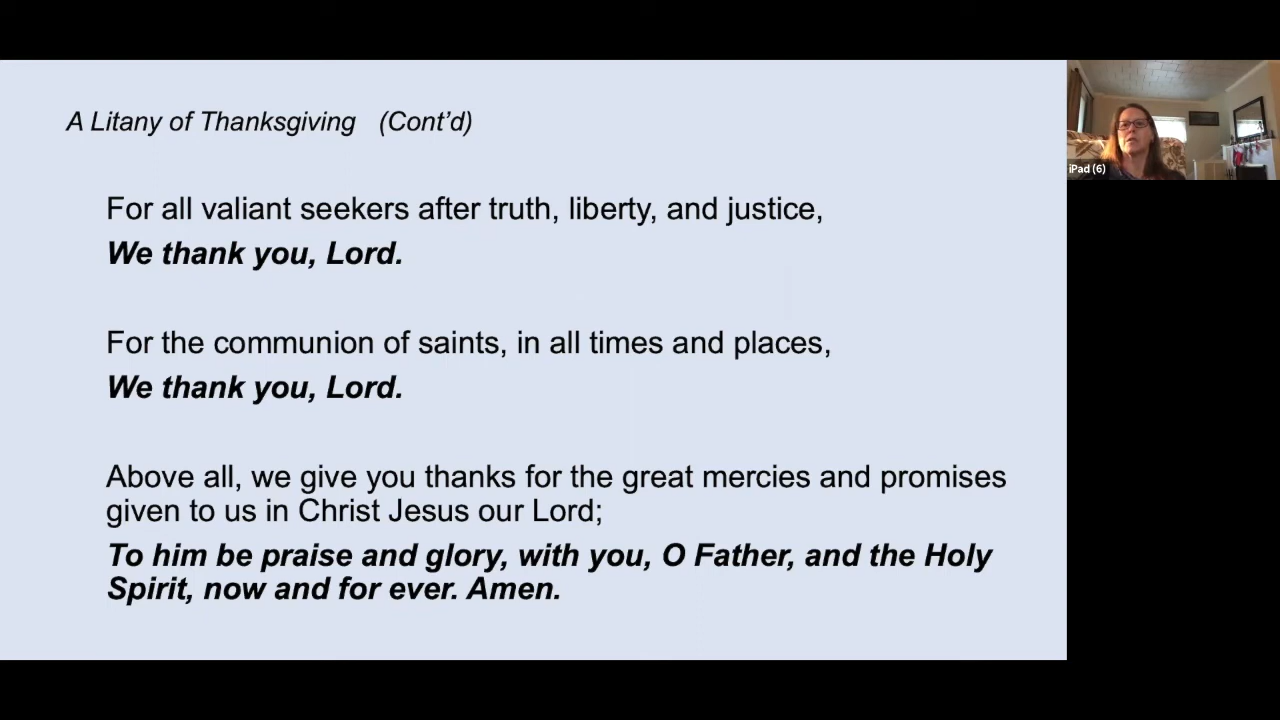 A Litany of Thanksgiving (Cont'd)
For all valiant seekers after truth, liberty, and justice,
We thank you, Lord.
For the communion of saints, in all times and places,
We thank you, Lord.
Above all, we give you thanks for the great mercies and promises
given to us in Christ Jesus our Lord;
To him be praise and glory, with you, O Father, and the Holy
Spirit, now and for ever. Amen.
iPad (6)